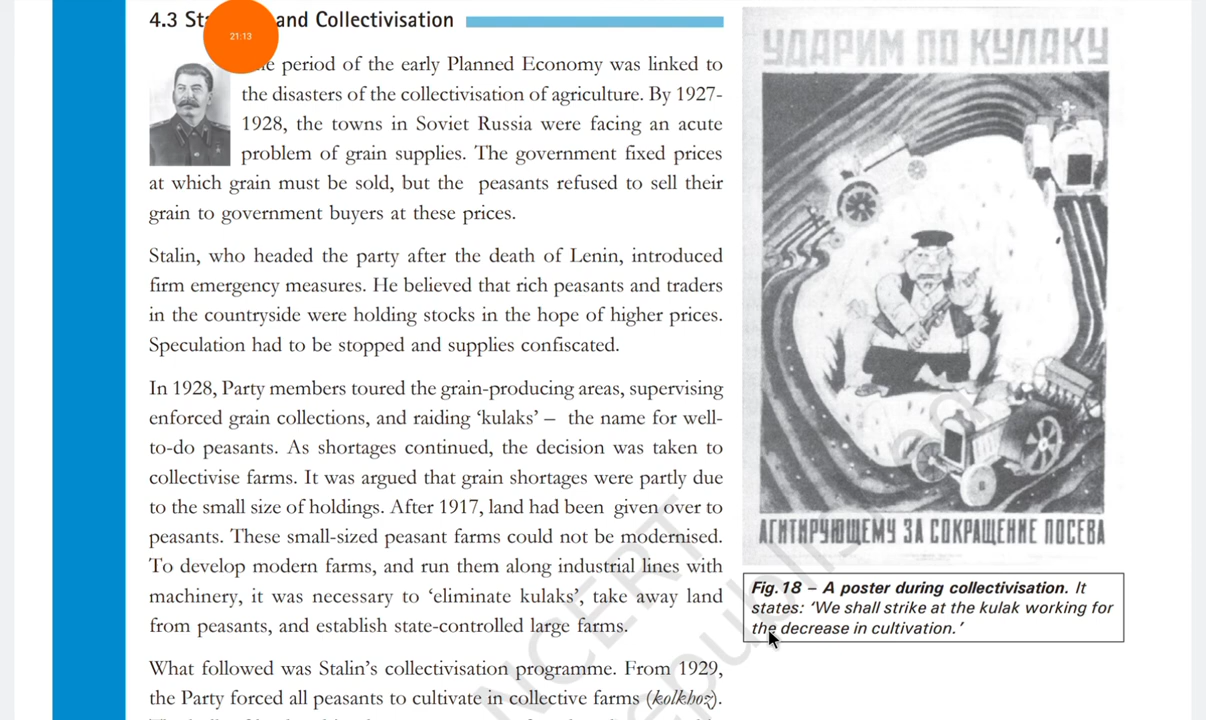 4.3 St and Collectivisation
21:13
e period of the early Planned Economy was linked to
the disasters of the collectivisation of agriculture. By 1927-
1928, the towns in Soviet Russia were facing an acute
problem of grain supplies. The government fixed prices
at which grain must be sold, but the peasants refused to sell their
grain to government buyers at these prices.
Stalin, who headed the party after the death of Lenin, introduced
firm emergency measures. He believed that rich peasants and traders
in the countryside were holding stocks in the hope of higher prices.
Speculation had to be stopped and supplies confiscated.
In 1928, Party members toured the grain-producing areas, supervising
enforced grain collections, and raiding ‘kulaks’ – the name for well-
to-do peasants. As shortages continued, the decision was taken to
collectivise farms. It was argued that grain shortages were partly due
to the small size of holdings. After 1917, land had been given over to
peasants. These small-sized peasant farms could not be modernised.
To develop modern farms, and run them along industrial lines with
machinery, it was necessary to ‘eliminate kulaks’, take away land
from peasants, and establish state-controlled large farms.
What followed was Stalin’s collectivisation programme. From 1929,
the Party forced all peasants to cultivate in collective farms (kolkhoz).
УДАРИМ ПО КУЛАКУ
АГИТИРУЮЩЕМУ ЗА СОКРАЩЕНИЕ ПОСЕВА
Fig.18 – A poster during collectivisation. It
states: ‘We shall strike at the kulak working for
the decrease in cultivation.’
NCERT
republis